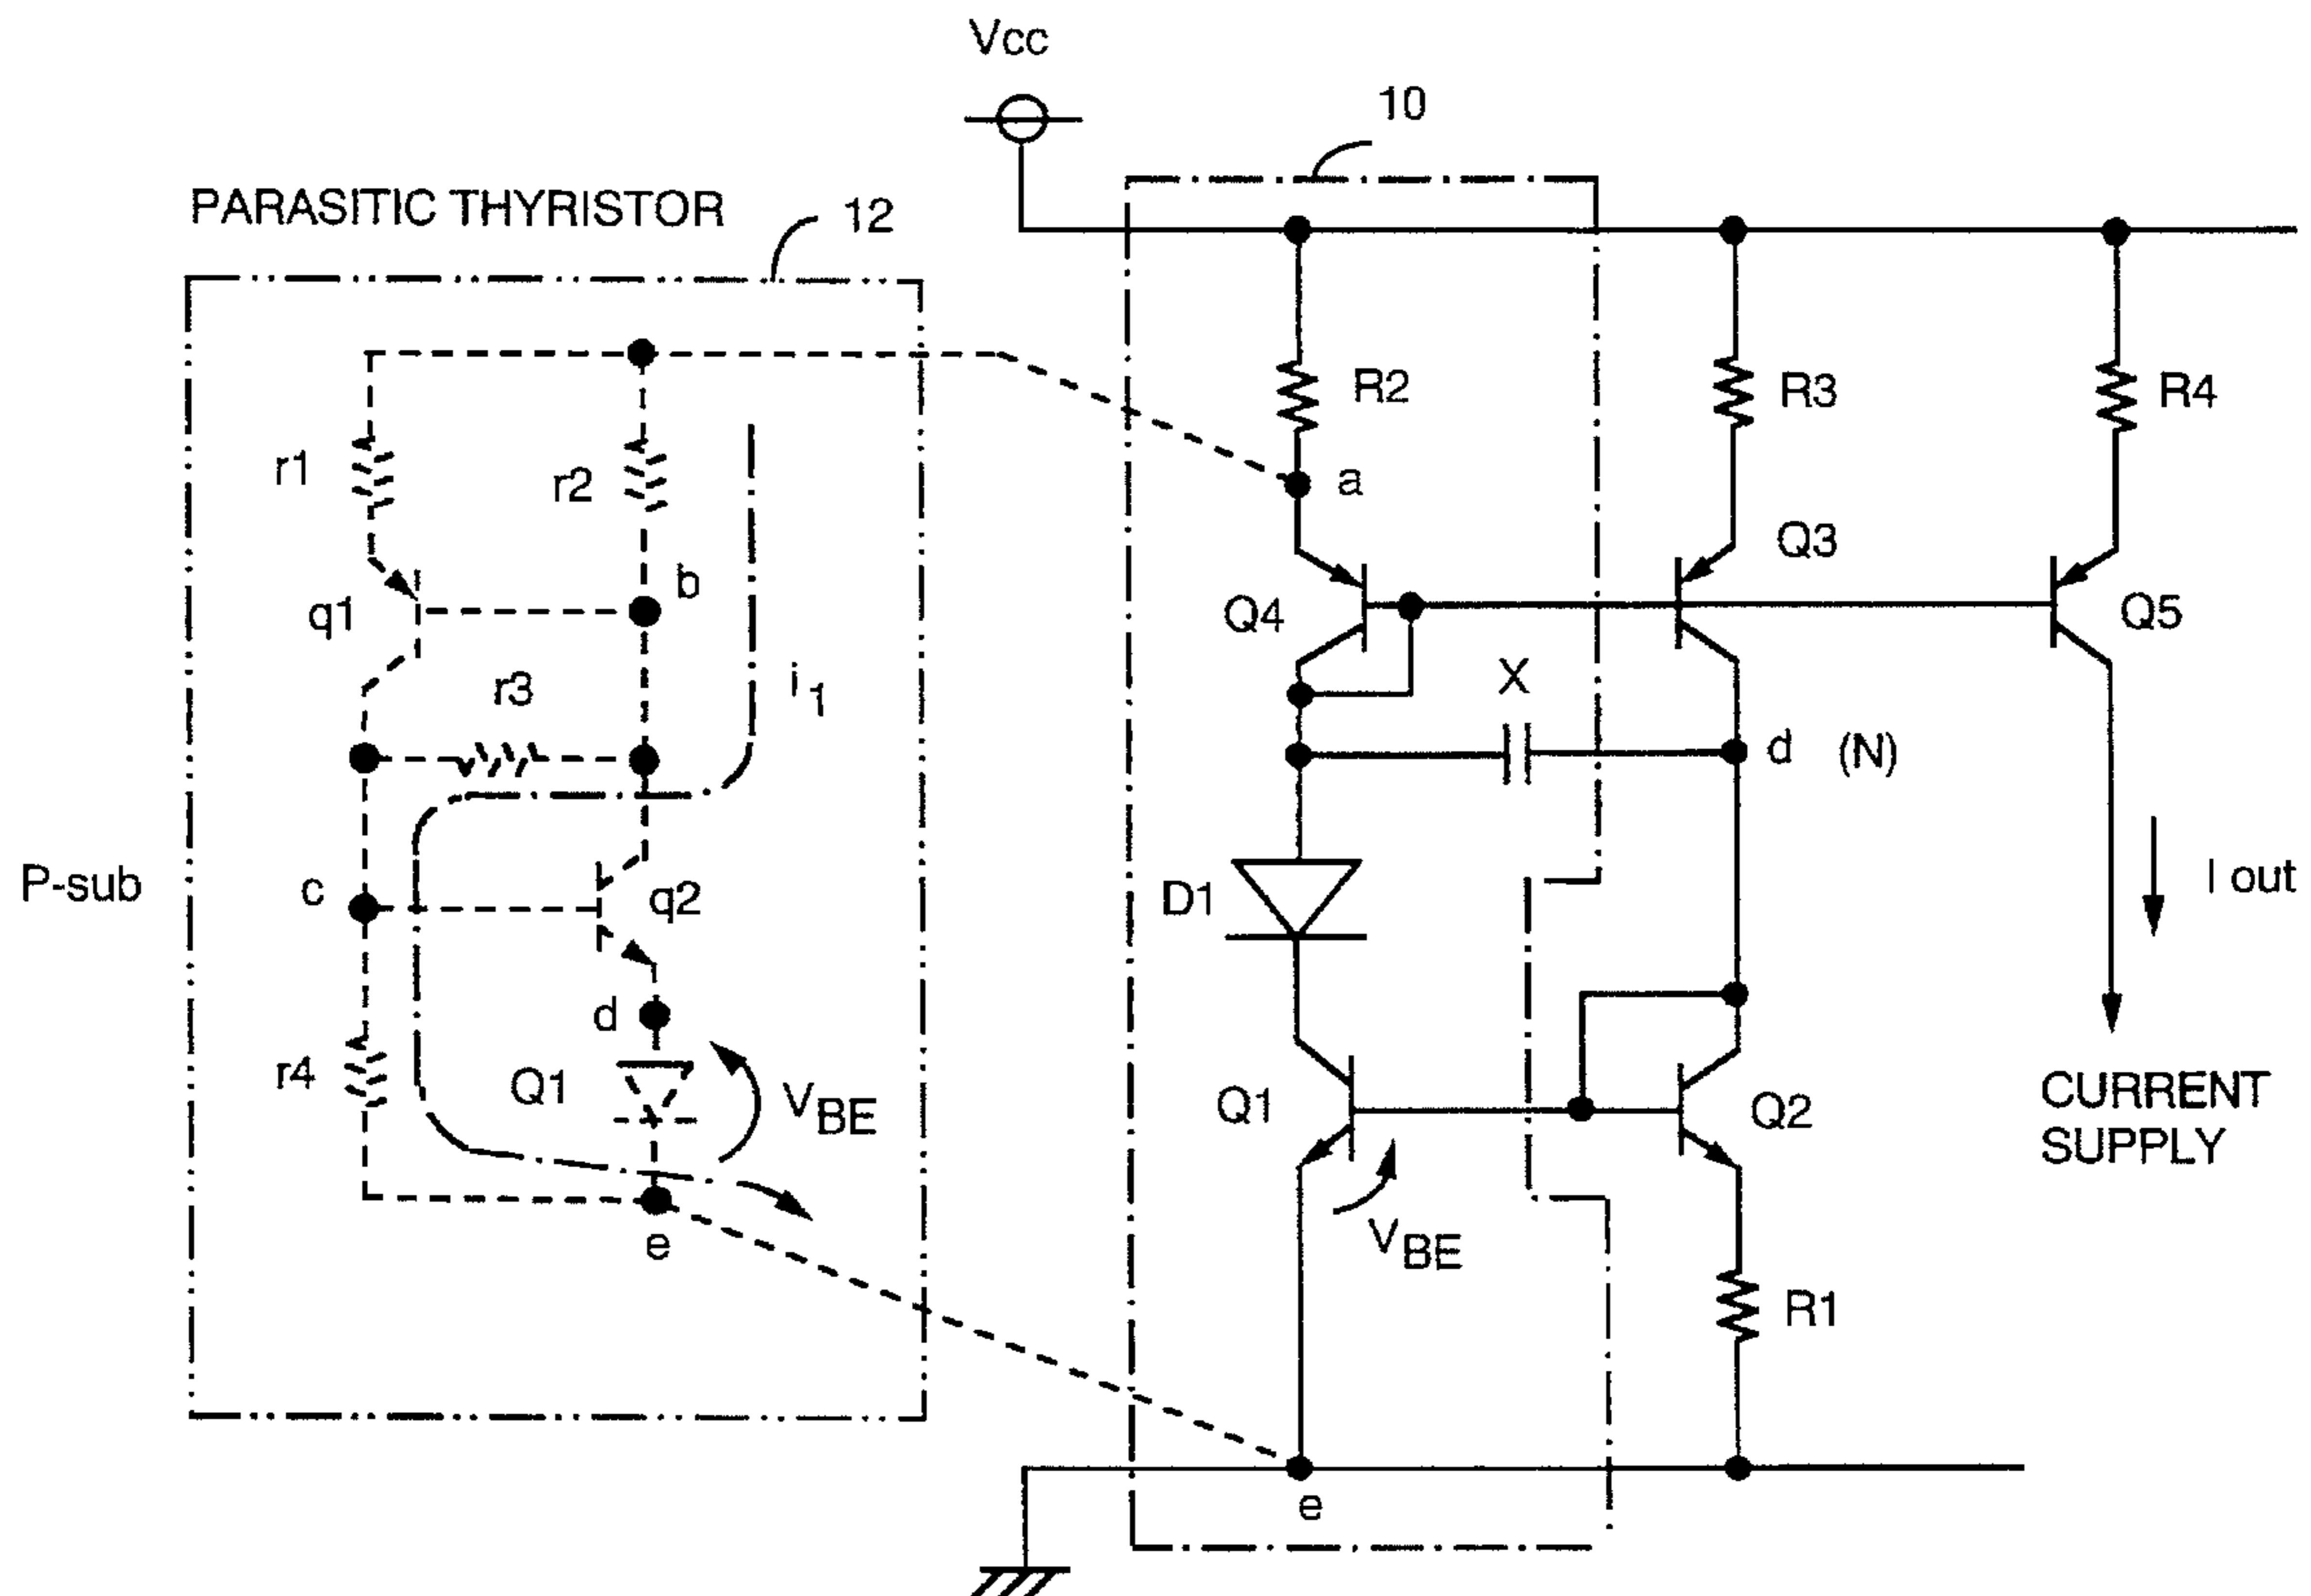 Vcc
10
PARASITIC THYRISTOR
12
R2
R3
R4
r1
r2
a
Q3
b
q1
Q4
Q5
r3
i1
X
d (N)
P-sub
c
q2
D1
I out
d
r4
Q1
VBE
Q1
Q2
CURRENT
SUPPLY
VBE
e
R1
e